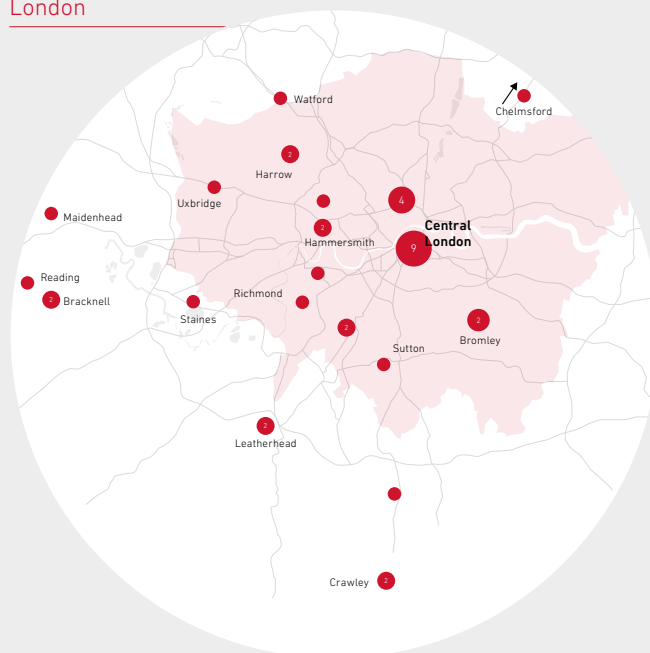 London
Watford
Chelmsford
2
Harrow
Uxbridge
4
Maidenhead
2
Hammersmith
Central
London
9
Reading
2
Bracknell
Richmond
Staines
2
2
Bromley
Sutton
2
Leatherhead
Crawley
2